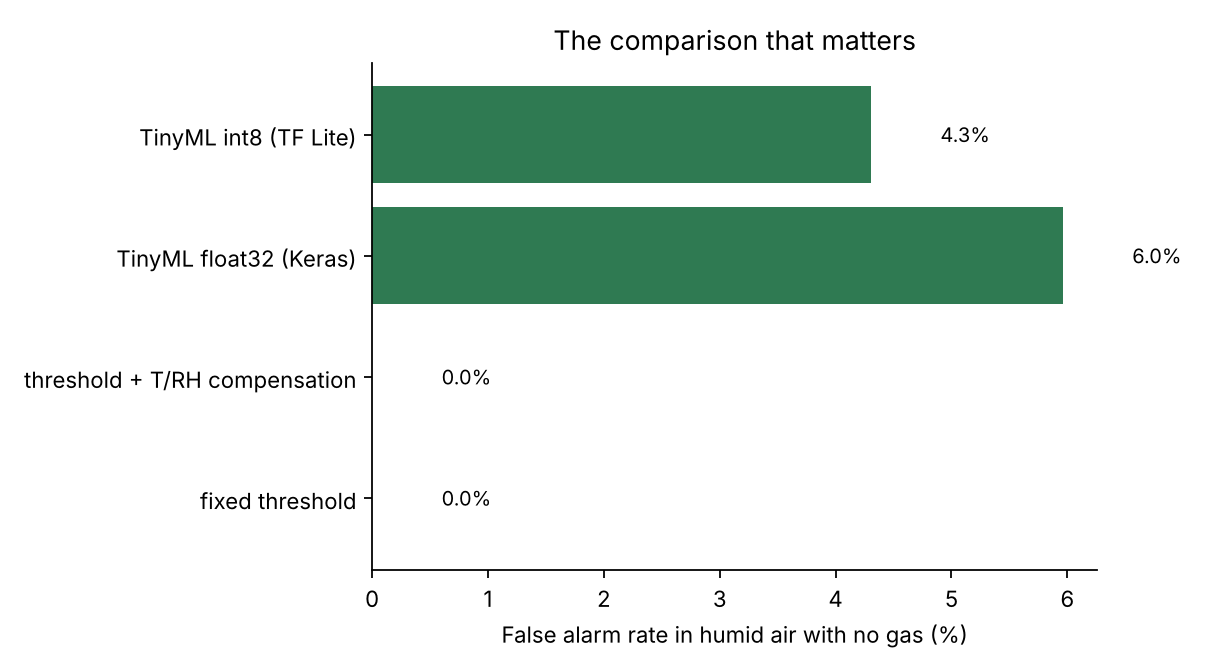 The comparison that matters
TinyML int8 (TF Lite)
4.3%
TinyML float32 (Keras)
6.0%
threshold + T/RH compensation
0.0%
fixed threshold
0.0%
0 1 2 3 4 5 6
False alarm rate in humid air with no gas (%)